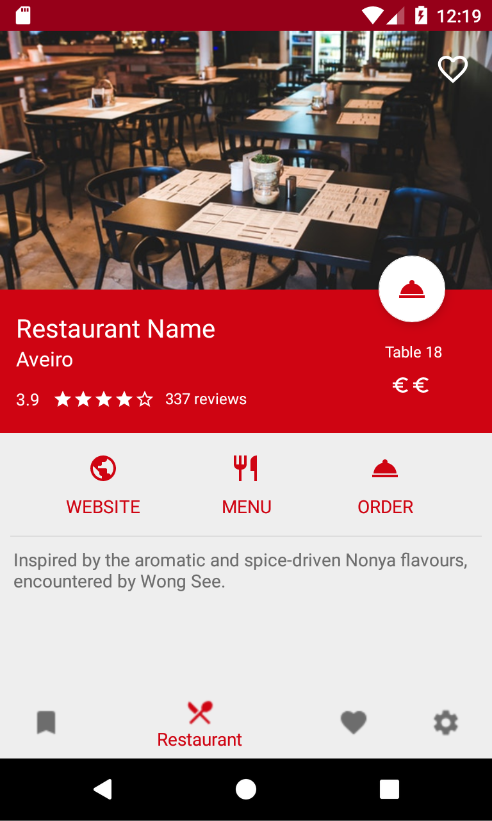 12:19
Restaurant Name
Aveiro
Table 18
€€
3.9 337 reviews
WEBSITE MENU ORDER
Inspired by the aromatic and spice-driven Nonya flavours,
encountered by Wong See.
Restaurant